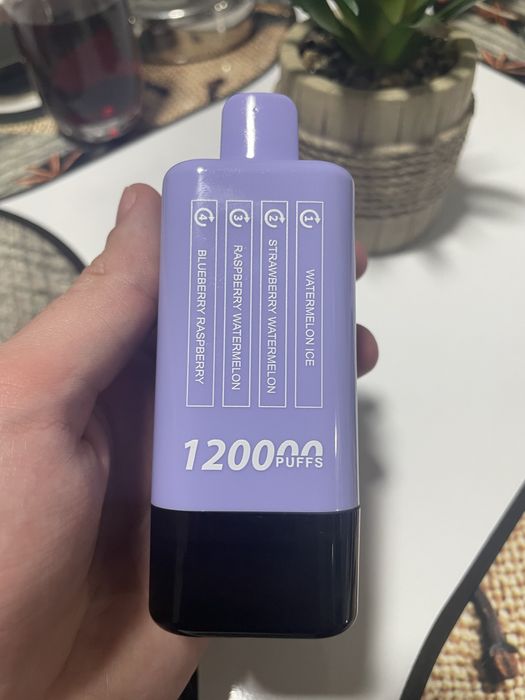 1 WATERMELON ICE
2 STRAWBERRY WATERMELON
3 RASPBERRY WATERMELON
4 BLUEBERRY RASPBERRY
120000
PUFFS